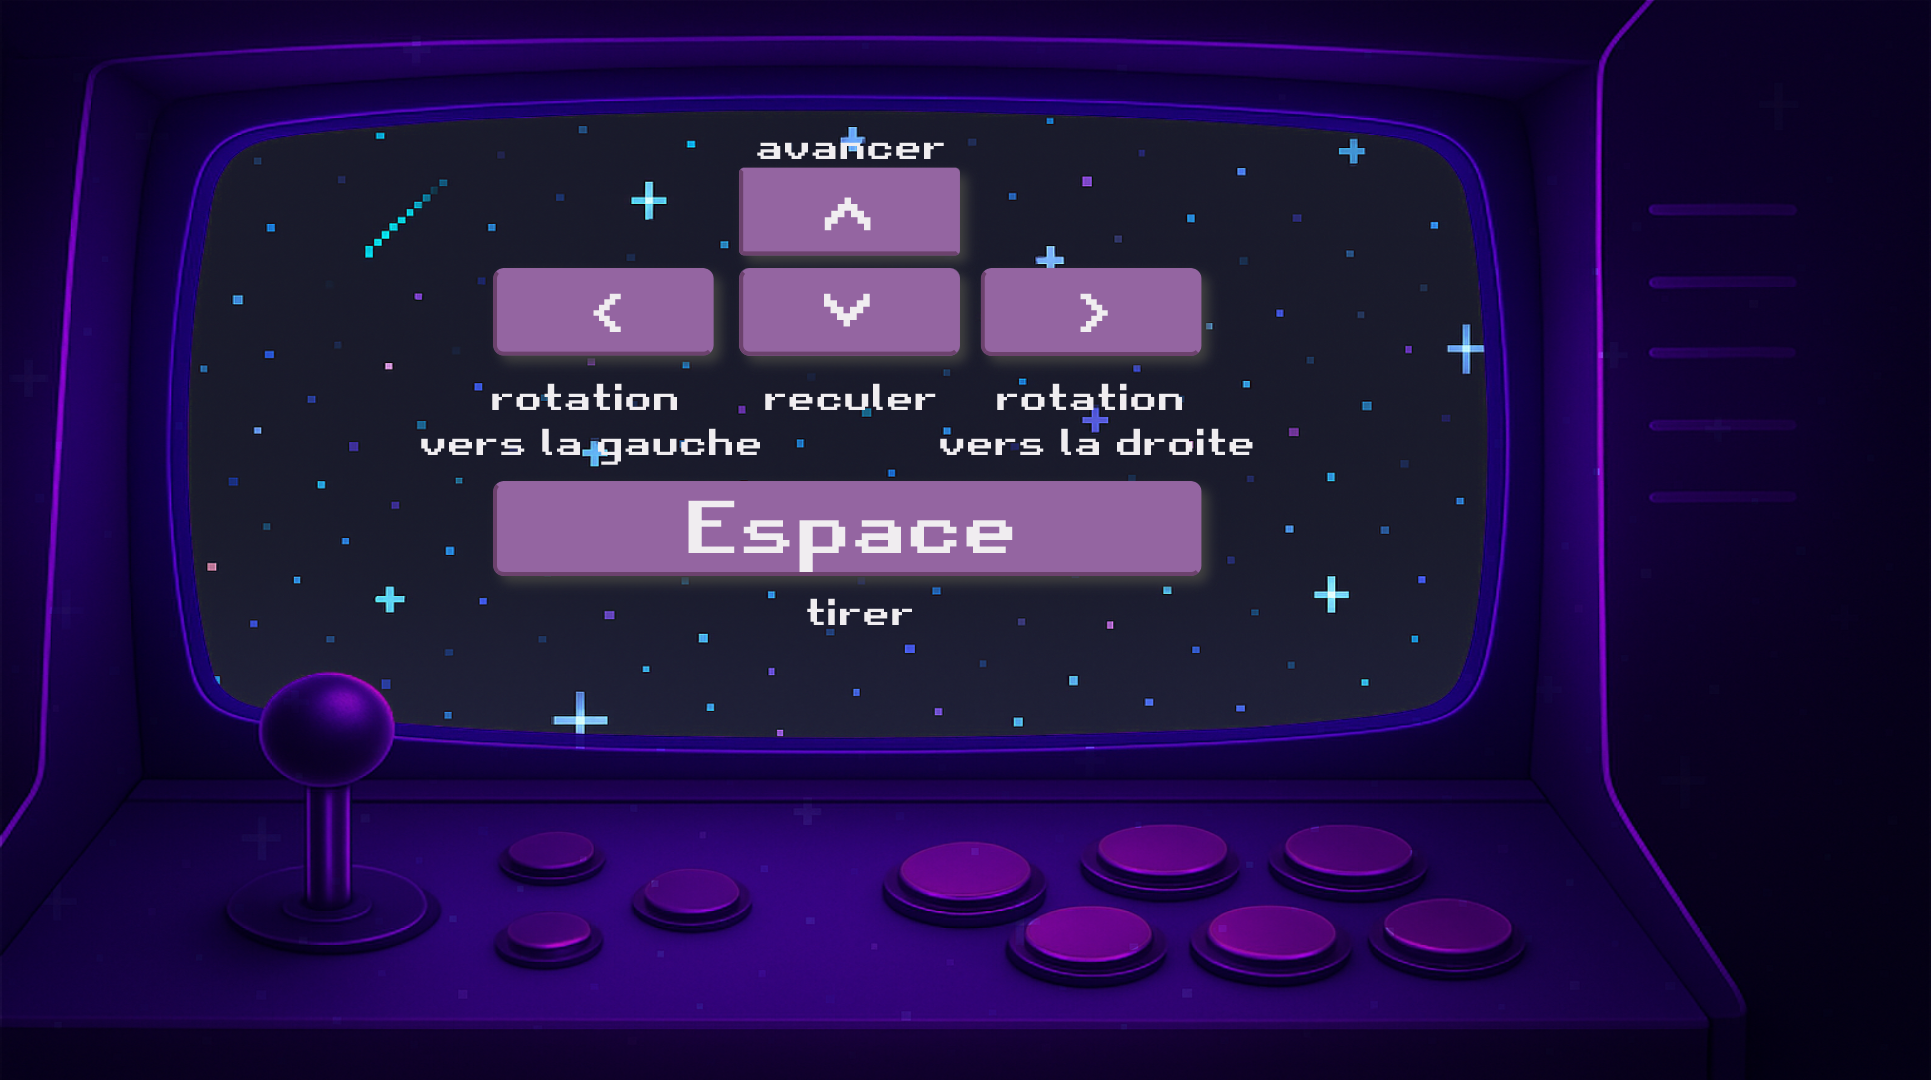 avancer
rotation
vers la gauche
reculer
rotation
vers la droite
Espace
tirer